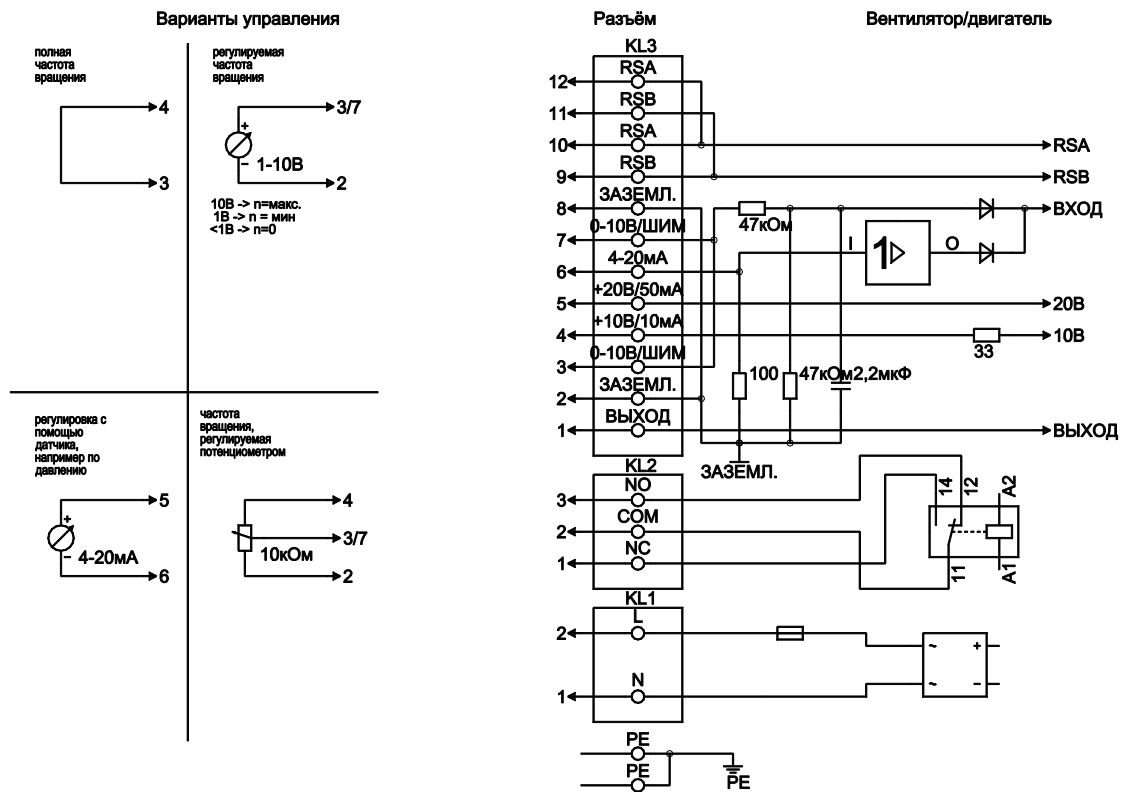 Варианты управления
полная
частота
вращения
4
3
регулируемая
частота
вращения
3/7
+
−
1-10В
2
10В -> n=макс.
1В -> n = мин
<1В -> n=0
регулировка с
помощью
датчика,
например по
давлению
5
+
−
4-20мА
6
частота
вращения,
регулируемая
потенциометром
4
3/7
10кОм
2
Разъём
Вентилятор/двигатель
KL3
12 RSA
11 RSB
10 RSA RSA
9 RSB RSB
8 ЗАЗЕМЛ. 47кОм ВХОД
7 0-10В/ШИМ I 1 O
6 4-20мА
5 +20В/50мА 20В
4 +10В/10мА 33 10В
3 0-10В/ШИМ
100 47кОм 2,2мкФ
2 ЗАЗЕМЛ.
1 ВЫХОД ВЫХОД
ЗАЗЕМЛ.
KL2
3 NO
2 COM
1 NC
14 12 A2
11 A1
KL1
2 L
~ +
1 N
~ −
PE
PE
PE